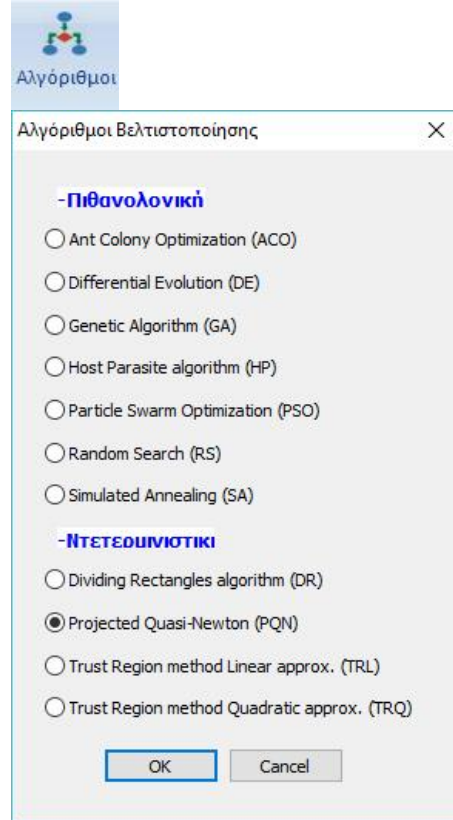 Αλγόριθμοι
Αλγόριθμοι Βελτιστοποίησης
-Πιθανολονική
Ant Colony Optimization (ACO)
Differential Evolution (DE)
Genetic Algorithm (GA)
Host Parasite algorithm (HP)
Particle Swarm Optimization (PSO)
Random Search (RS)
Simulated Annealing (SA)
-Ντετερμινιστικι
Dividing Rectangles algorithm (DR)
Projected Quasi-Newton (PQN)
Trust Region method Linear approx. (TRL)
Trust Region method Quadratic approx. (TRQ)
OK Cancel